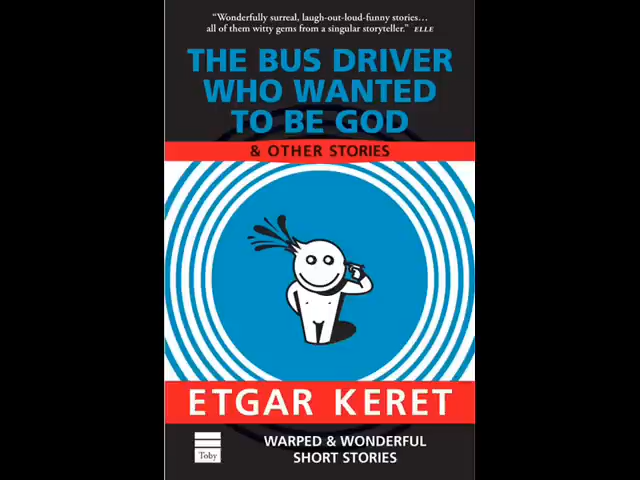 "Wonderfully surreal, laugh-out-loud-funny stories...
all of them witty gems from a singular storyteller." ELLE
THE BUS DRIVER
WHO WANTED
TO BE GOD
& OTHER STORIES
ETGAR KERET
Toby
WARPED & WONDERFUL
SHORT STORIES